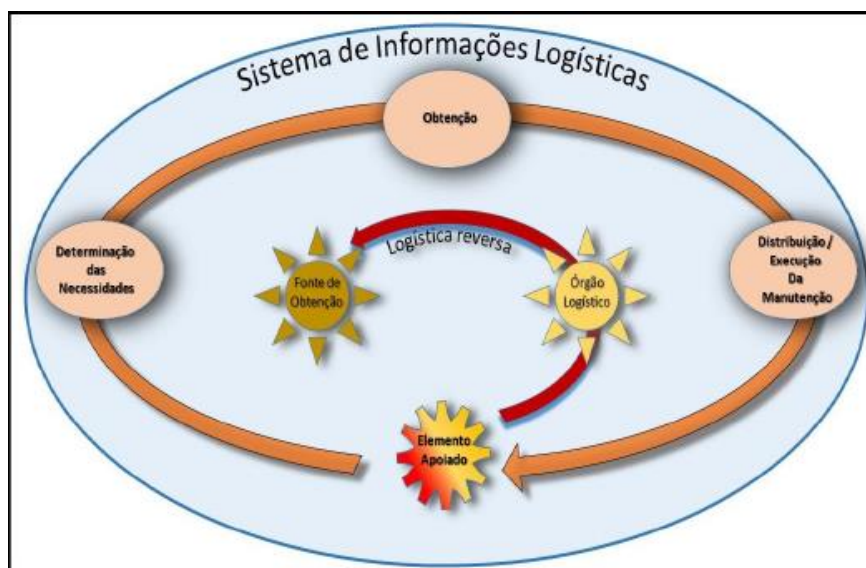 Sistema de Informações Logísticas
Obtenção
Determinação
das
Necessidades
Distribuição /
Execução
Da
Manutenção
Logística reversa
Fonte de
Obtenção
Órgão
Logístico
Elemento
Apoiado